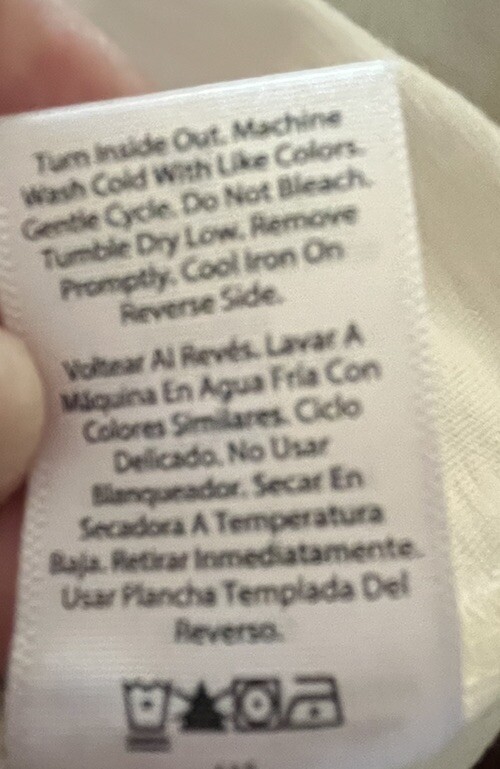 Turn Inside Out. Machine
Wash Cold With Like Colors.
Gentle Cycle. Do Not Bleach.
Tumble Dry Low. Remove
Promptly. Cool Iron On
Reverse Side.
Voltear Al Revés. Lavar A
Máquina En Agua Fría Con
Colores Similares. Ciclo
Delicado. No Usar
Blanqueador. Secar En
Secadora A Temperatura
Baja. Retirar Inmediatamente.
Usar Plancha Templada Del
Reverso.